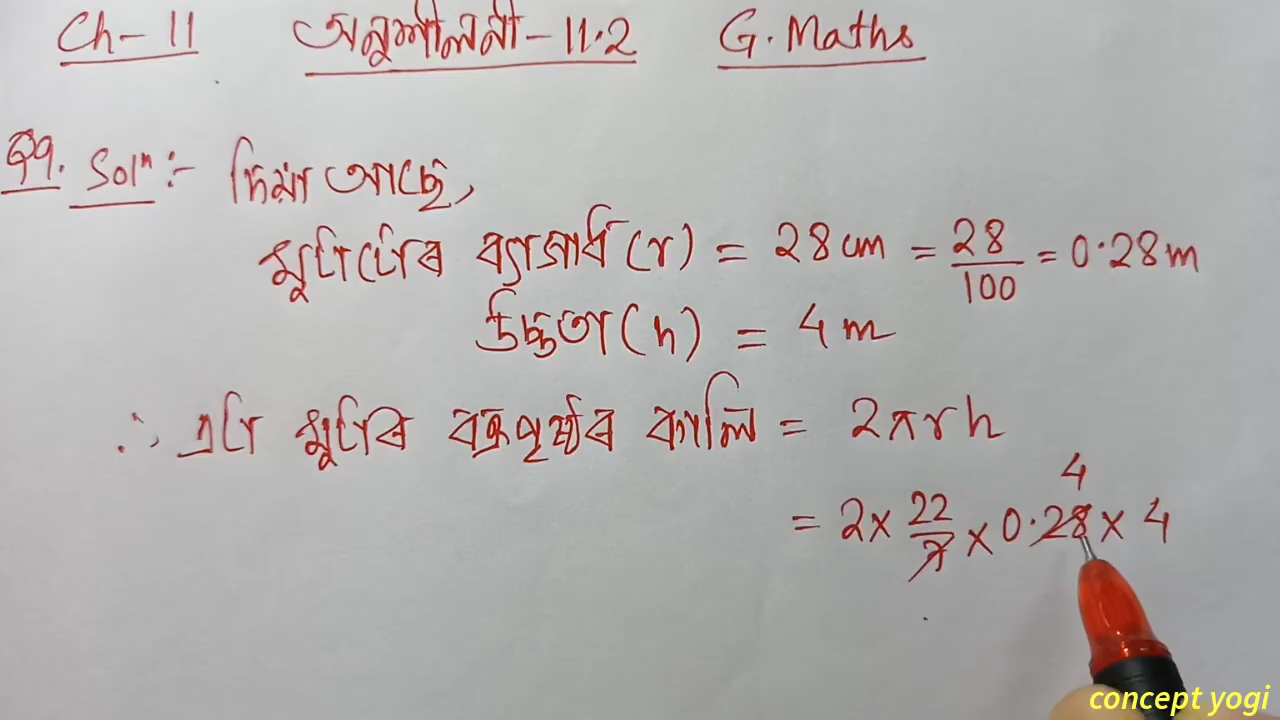 Ch - 11 অনুশীলনী - 11.2 G. Maths
Q9. Solⁿ :- দিয়া আছে,
খুটাটোৰ ব্যাসাৰ্ধ (r) = 28 cm = 28/100 = 0.28 m
উচ্চতা (h) = 4 m
∴ এটা খুটাৰ বক্ৰপৃষ্ঠৰ কালি = 2πrh
4
= 2 × 22/7 × 0.28 × 4
concept yogi